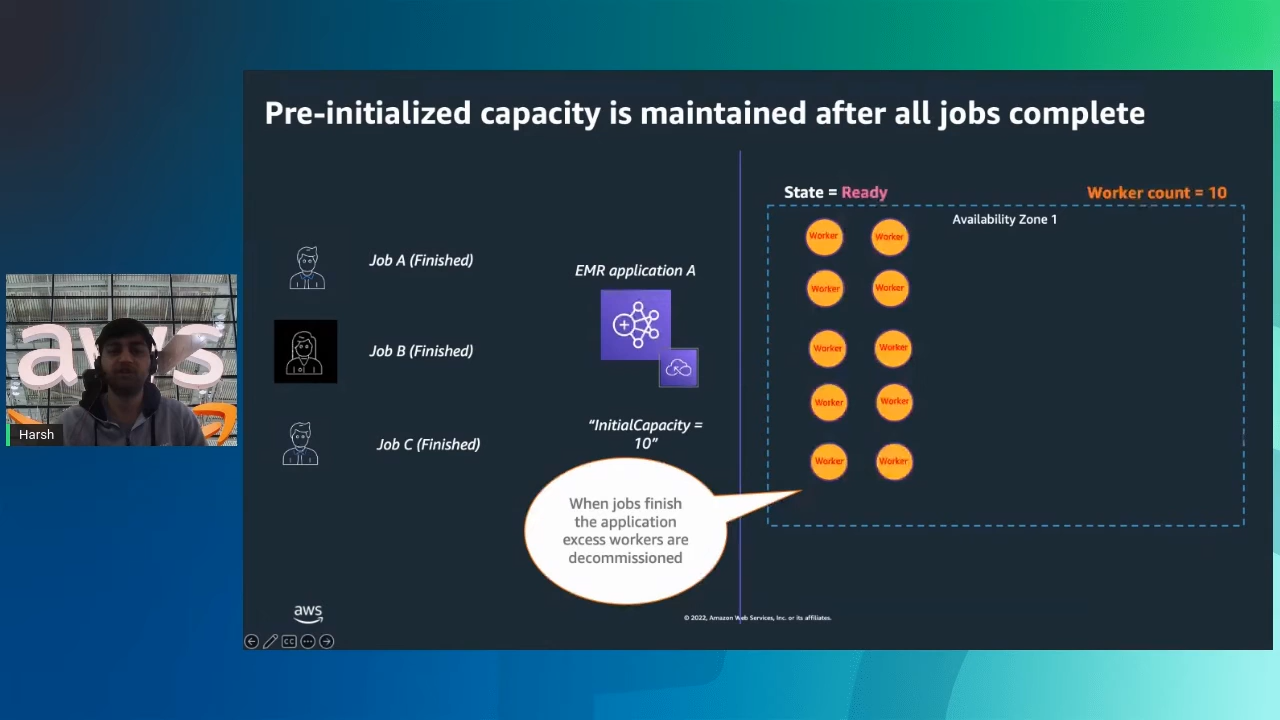 Pre-initialized capacity is maintained after all jobs complete
State = Ready
Worker count = 10
Availability Zone 1
Worker
Worker
Worker
Worker
Worker
Worker
Worker
Worker
Worker
Worker
Job A (Finished)
Job B (Finished)
Job C (Finished)
EMR application A
“InitialCapacity =
10”
When jobs finish
the application
excess workers are
decommissioned
aws
Harsh
aws
© 2022, Amazon Web Services, Inc. or its affiliates.
CC